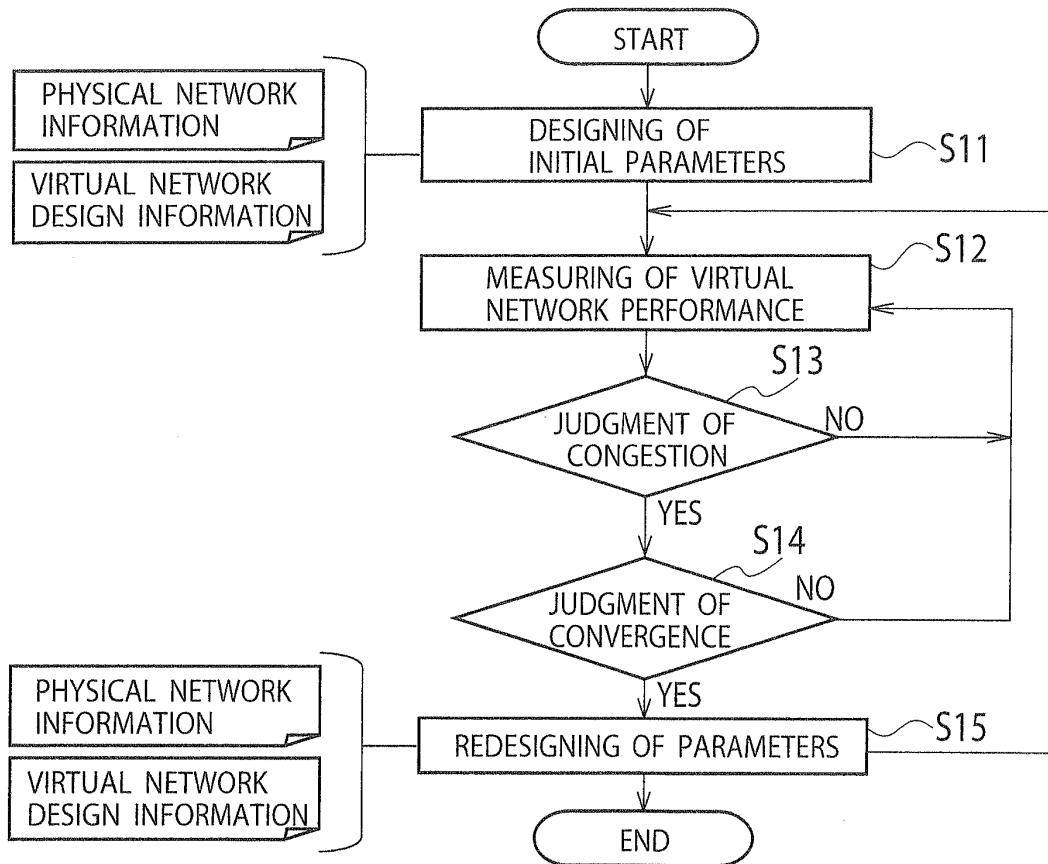 START
PHYSICAL NETWORK
INFORMATION
VIRTUAL NETWORK
DESIGN INFORMATION
DESIGNING OF
INITIAL PARAMETERS
S11
MEASURING OF VIRTUAL
NETWORK PERFORMANCE
S12
JUDGMENT OF
CONGESTION
S13
NO
YES
JUDGMENT OF
CONVERGENCE
S14
NO
YES
PHYSICAL NETWORK
INFORMATION
VIRTUAL NETWORK
DESIGN INFORMATION
REDESIGNING OF PARAMETERS
S15
END